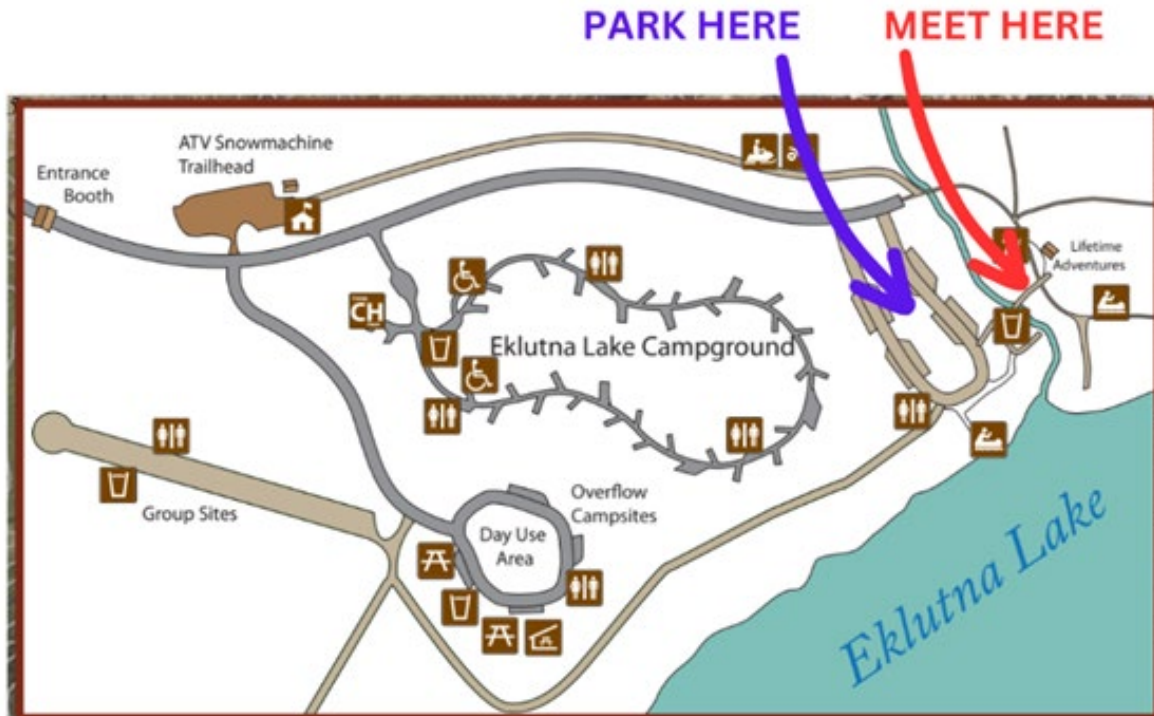 PARK HERE
MEET HERE
ATV Snowmachine
Trailhead
Entrance
Booth
Lifetime
Adventures
CH
Eklutna Lake Campground
Group Sites
Overflow
Campsites
Day Use
Area
Eklutna Lake